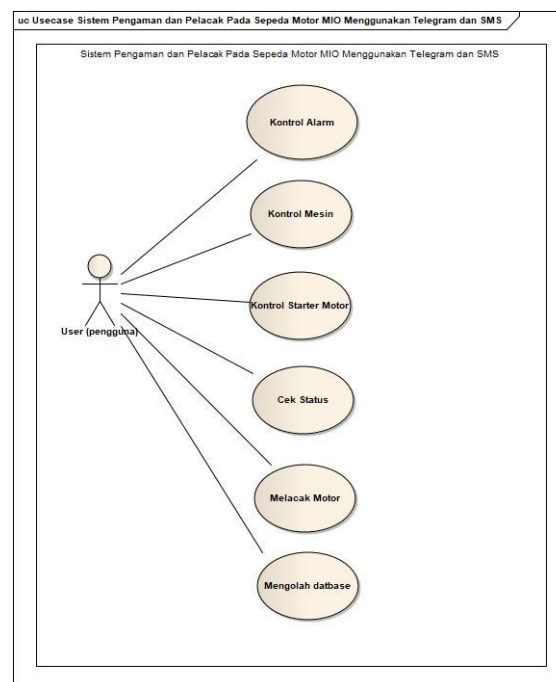 uc Usecase Sistem Pengaman dan Pelacak Pada Sepeda Motor MIO Menggunakan Telegram dan SMS
Sistem Pengaman dan Pelacak Pada Sepeda Motor MIO Menggunakan Telegram dan SMS
Kontrol Alarm
Kontrol Mesin
Kontrol Starter Motor
User (pengguna)
Cek Status
Melacak Motor
Mengolah datbase